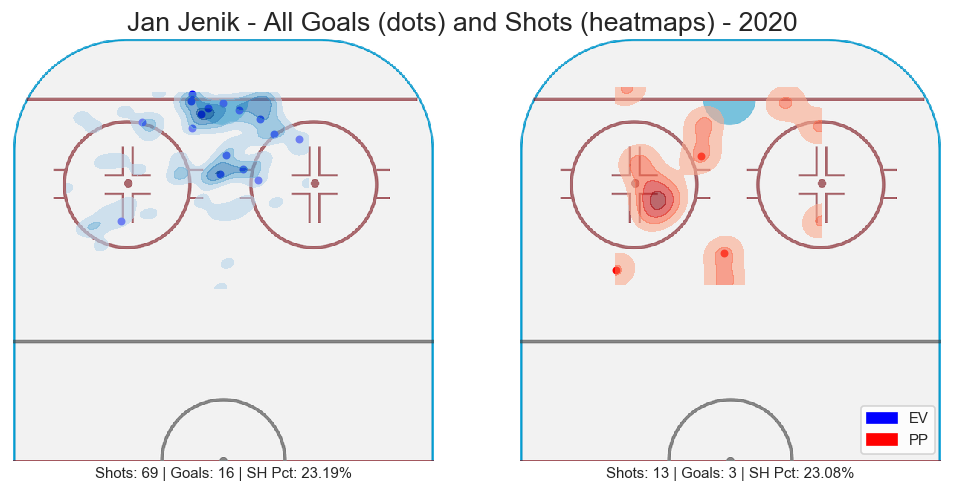 Jan Jenik - All Goals (dots) and Shots (heatmaps) - 2020
EV
PP
Shots: 69 | Goals: 16 | SH Pct: 23.19%
Shots: 13 | Goals: 3 | SH Pct: 23.08%